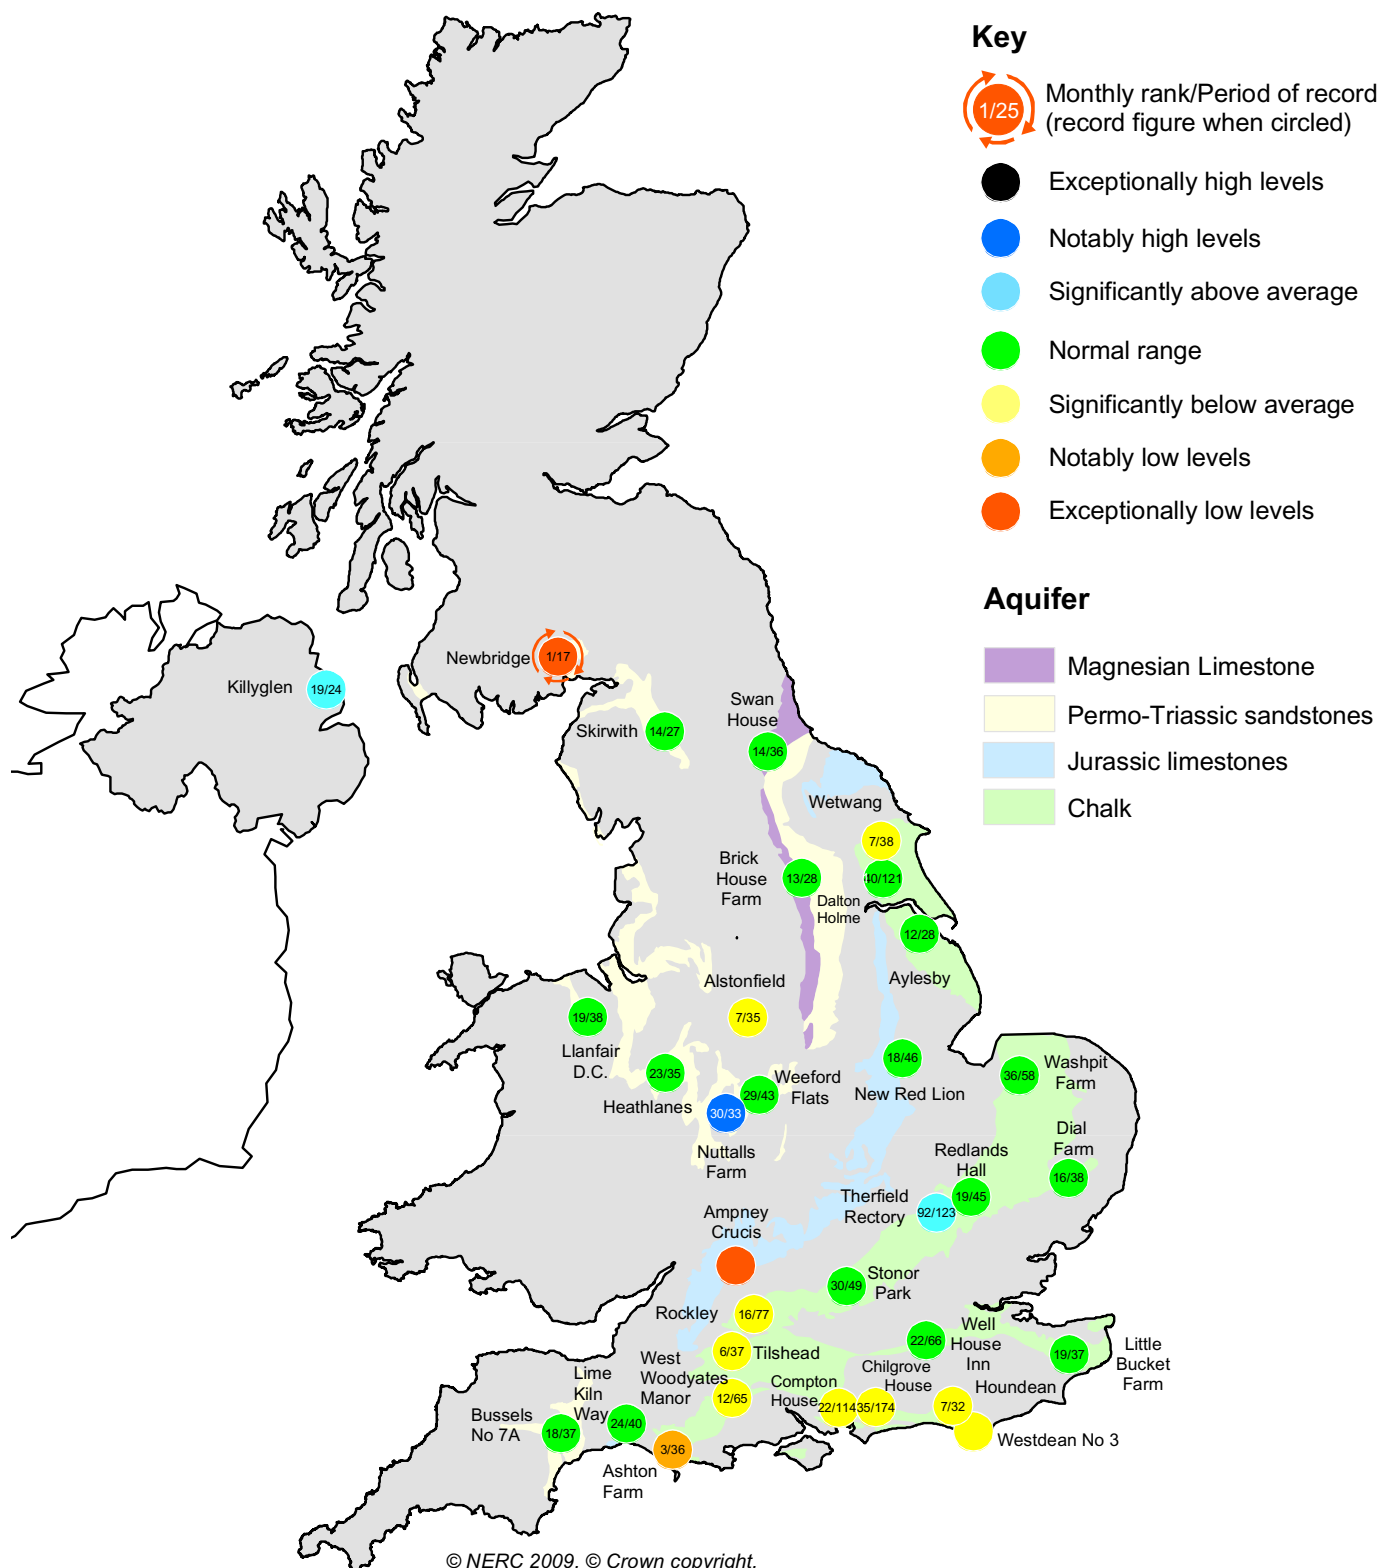 Key
1/25
Monthly rank/Period of record
(record figure when circled)
Exceptionally high levels
Notably high levels
Significantly above average
Normal range
Significantly below average
Notably low levels
Exceptionally low levels
Aquifer
Magnesian Limestone
Permo-Triassic sandstones
Jurassic limestones
Chalk
Newbridge
1/17
Killyglen
19/24
Skirwith
14/27
Swan
House
14/36
Wetwang
7/38
Brick
House
Farm
13/28
40/121
Dalton
Holme
12/28
Aylesby
Alstonfield
7/35
19/38
Llanfair
D.C.
23/35
Heathlanes
Weeford
Flats
29/43
30/33
Nuttalls
Farm
18/46
New Red Lion
36/58
Washpit
Farm
Dial
Farm
16/38
Redlands
Hall
19/45
Therfield
Rectory
92/123
Ampney
Crucis
Stonor
Park
30/49
Rockley
16/77
6/37
Tilshead
West
Woodyates
Manor
12/65
Well
House
Inn
22/66
19/37
Little
Bucket
Farm
Compton
House
22/114
Chilgrove
House
35/174
Houndean
7/32
Westdean No 3
Lime
Kiln
Way
24/40
Bussels
No 7A
18/37
3/36
Ashton
Farm
© NERC 2009. © Crown copyright.